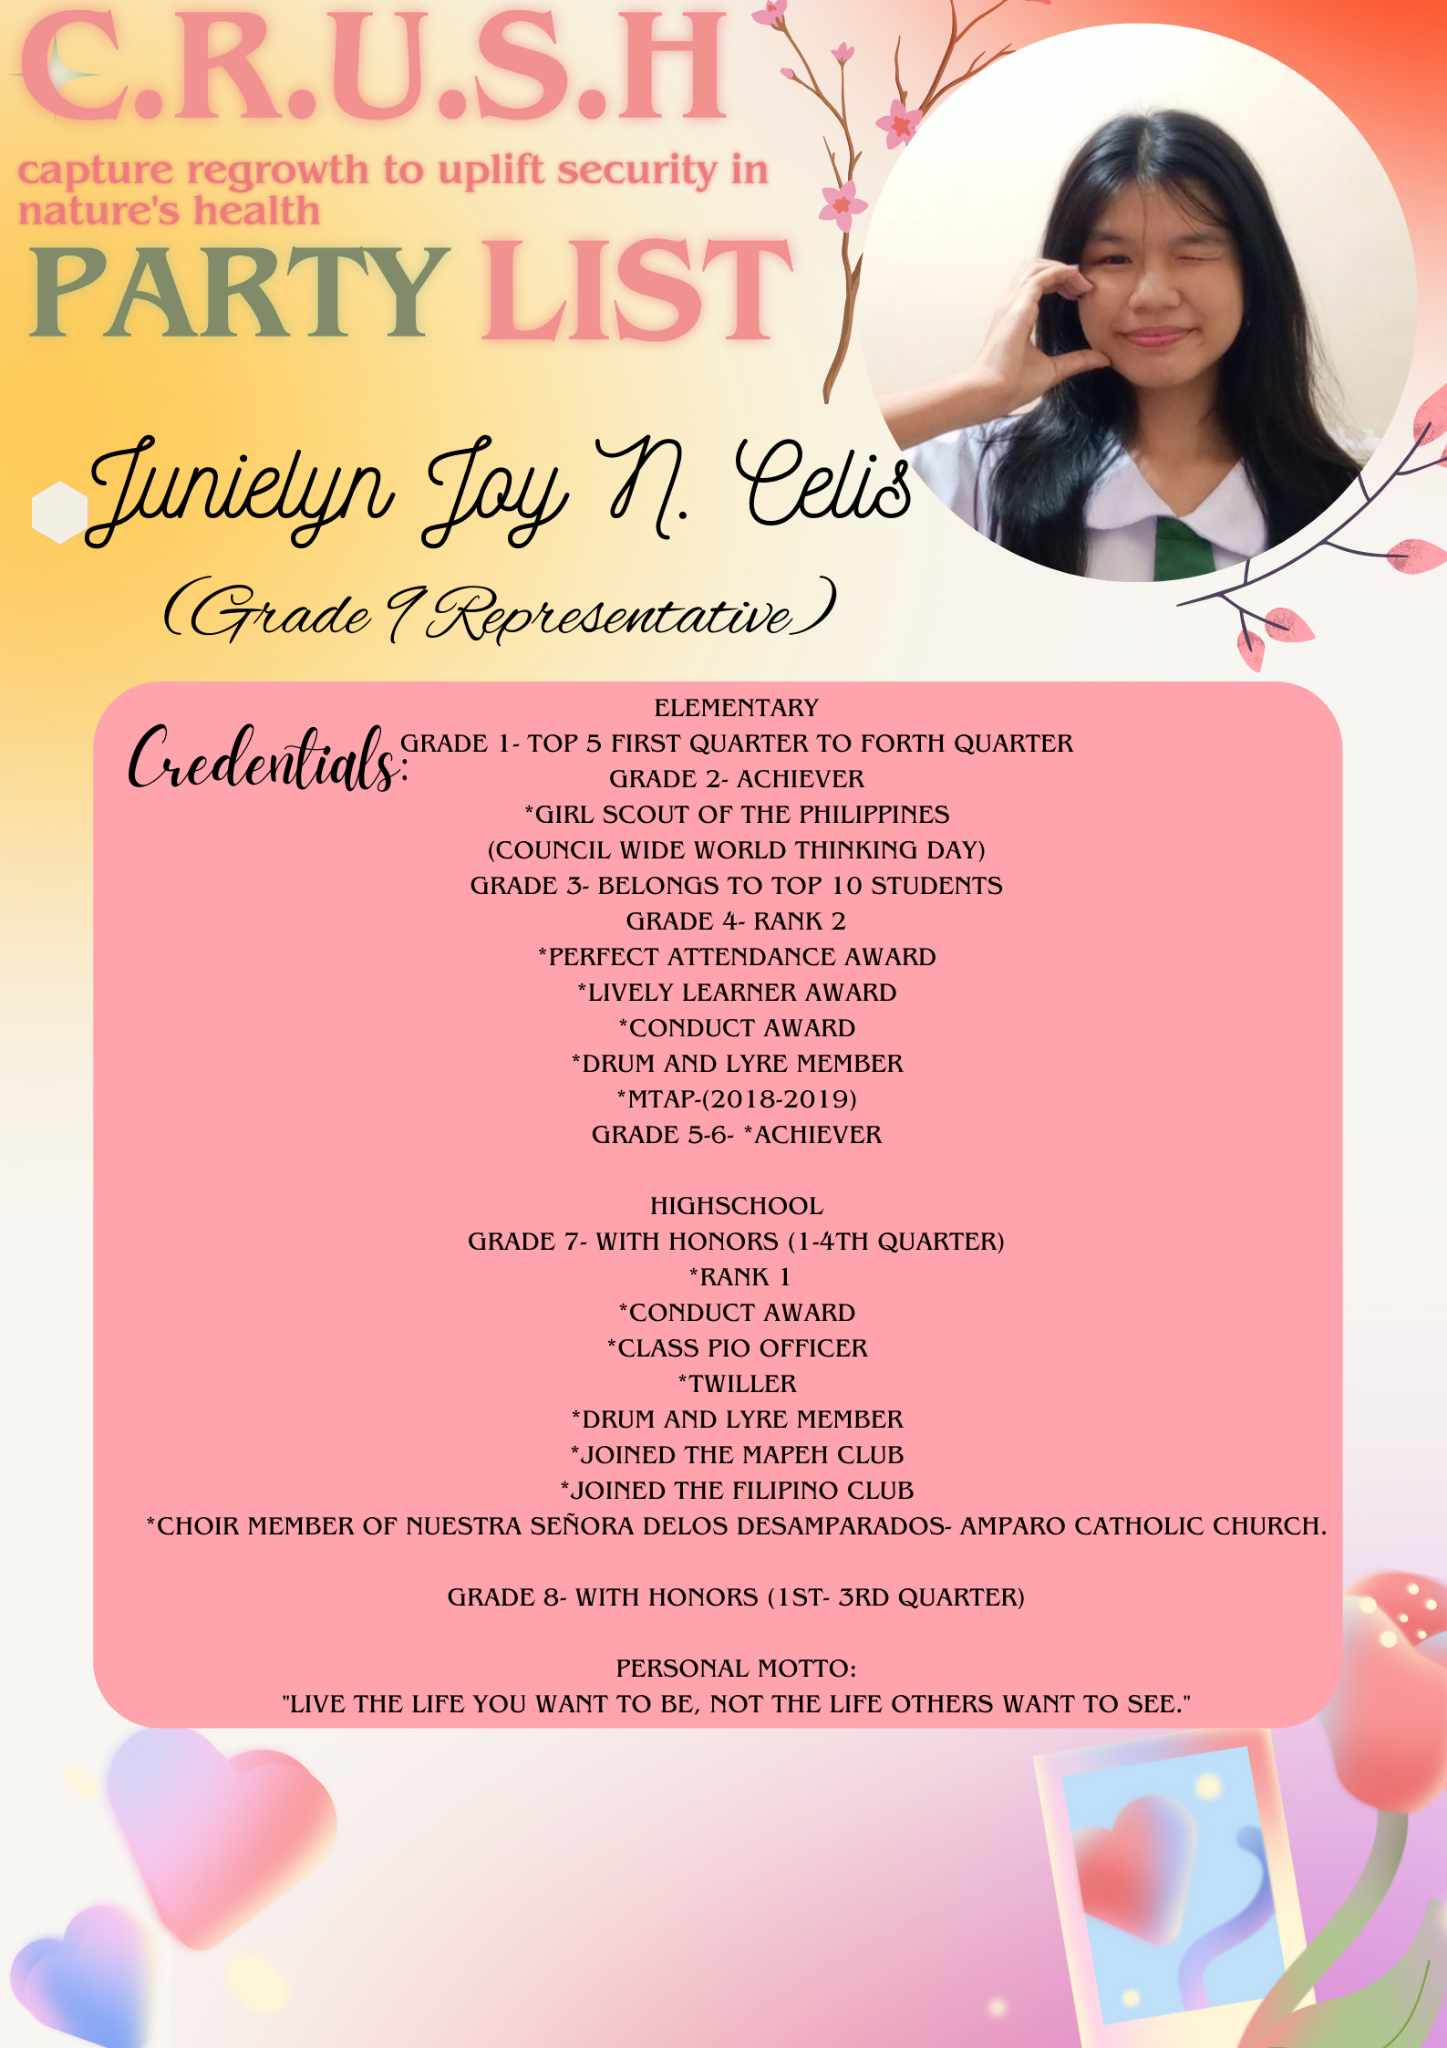 C.R.U.S.H
capture regrowth to uplift security in
nature's health
PARTY LIST
Junielyn Joy N. Celis
(Grade 9 Representative)
Credentials:
ELEMENTARY
GRADE 1- TOP 5 FIRST QUARTER TO FORTH QUARTER
GRADE 2- ACHIEVER
*GIRL SCOUT OF THE PHILIPPINES
(COUNCIL WIDE WORLD THINKING DAY)
GRADE 3- BELONGS TO TOP 10 STUDENTS
GRADE 4- RANK 2
*PERFECT ATTENDANCE AWARD
*LIVELY LEARNER AWARD
*CONDUCT AWARD
*DRUM AND LYRE MEMBER
*MTAP-(2018-2019)
GRADE 5-6- *ACHIEVER
HIGHSCHOOL
GRADE 7- WITH HONORS (1-4TH QUARTER)
*RANK 1
*CONDUCT AWARD
*CLASS PIO OFFICER
*TWILLER
*DRUM AND LYRE MEMBER
*JOINED THE MAPEH CLUB
*JOINED THE FILIPINO CLUB
*CHOIR MEMBER OF NUESTRA SEÑORA DELOS DESAMPARADOS- AMPARO CATHOLIC CHURCH.
GRADE 8- WITH HONORS (1ST- 3RD QUARTER)
PERSONAL MOTTO:
"LIVE THE LIFE YOU WANT TO BE, NOT THE LIFE OTHERS WANT TO SEE."